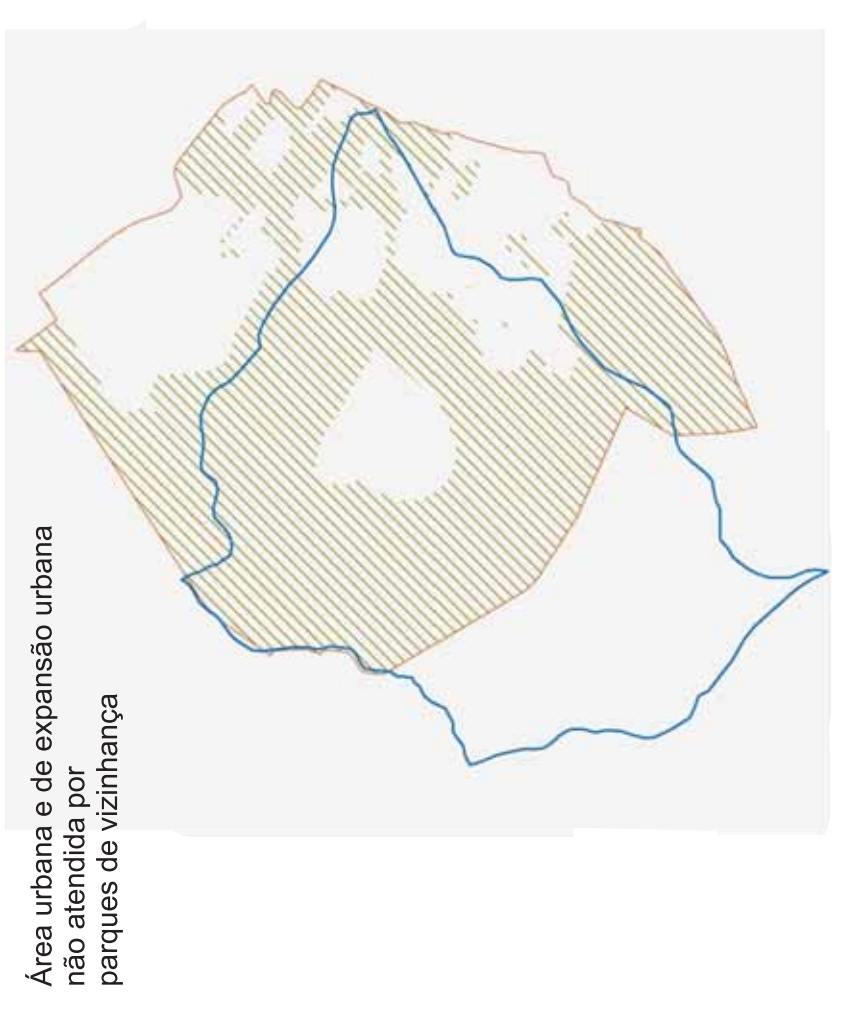 Área urbana e de expansão urbana
não atendida por
parques de vizinhança